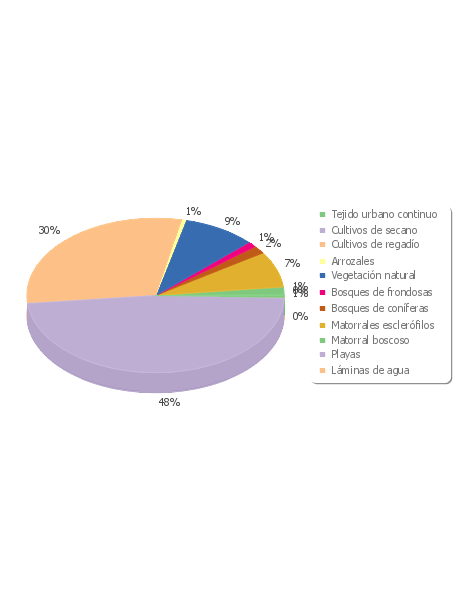 1%
9%
1%
2%
30%
7%
1%
0%
1%
0%
48%
Tejido urbano continuo
Cultivos de secano
Cultivos de regadío
Arrozales
Vegetación natural
Bosques de frondosas
Bosques de coníferas
Matorrales esclerófilos
Matorral boscoso
Playas
Láminas de agua